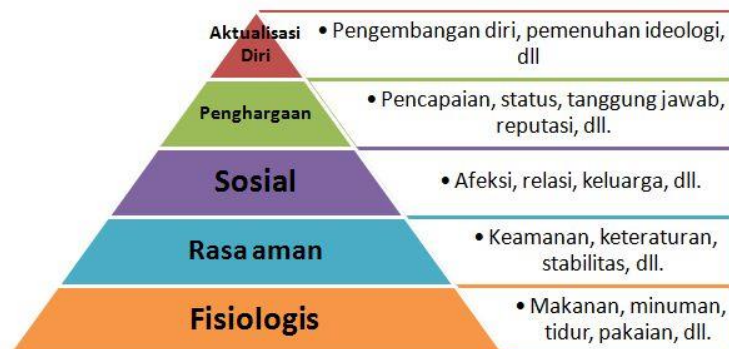 Aktualisasi
Diri
• Pengembangan diri, pemenuhan ideologi,
dll
Penghargaan
• Pencapaian, status, tanggung jawab,
reputasi, dll.
Sosial
• Afeksi, relasi, keluarga, dll.
Rasa aman
• Keamanan, keteraturan,
stabilitas, dll.
Fisiologis
• Makanan, minuman,
tidur, pakaian, dll.